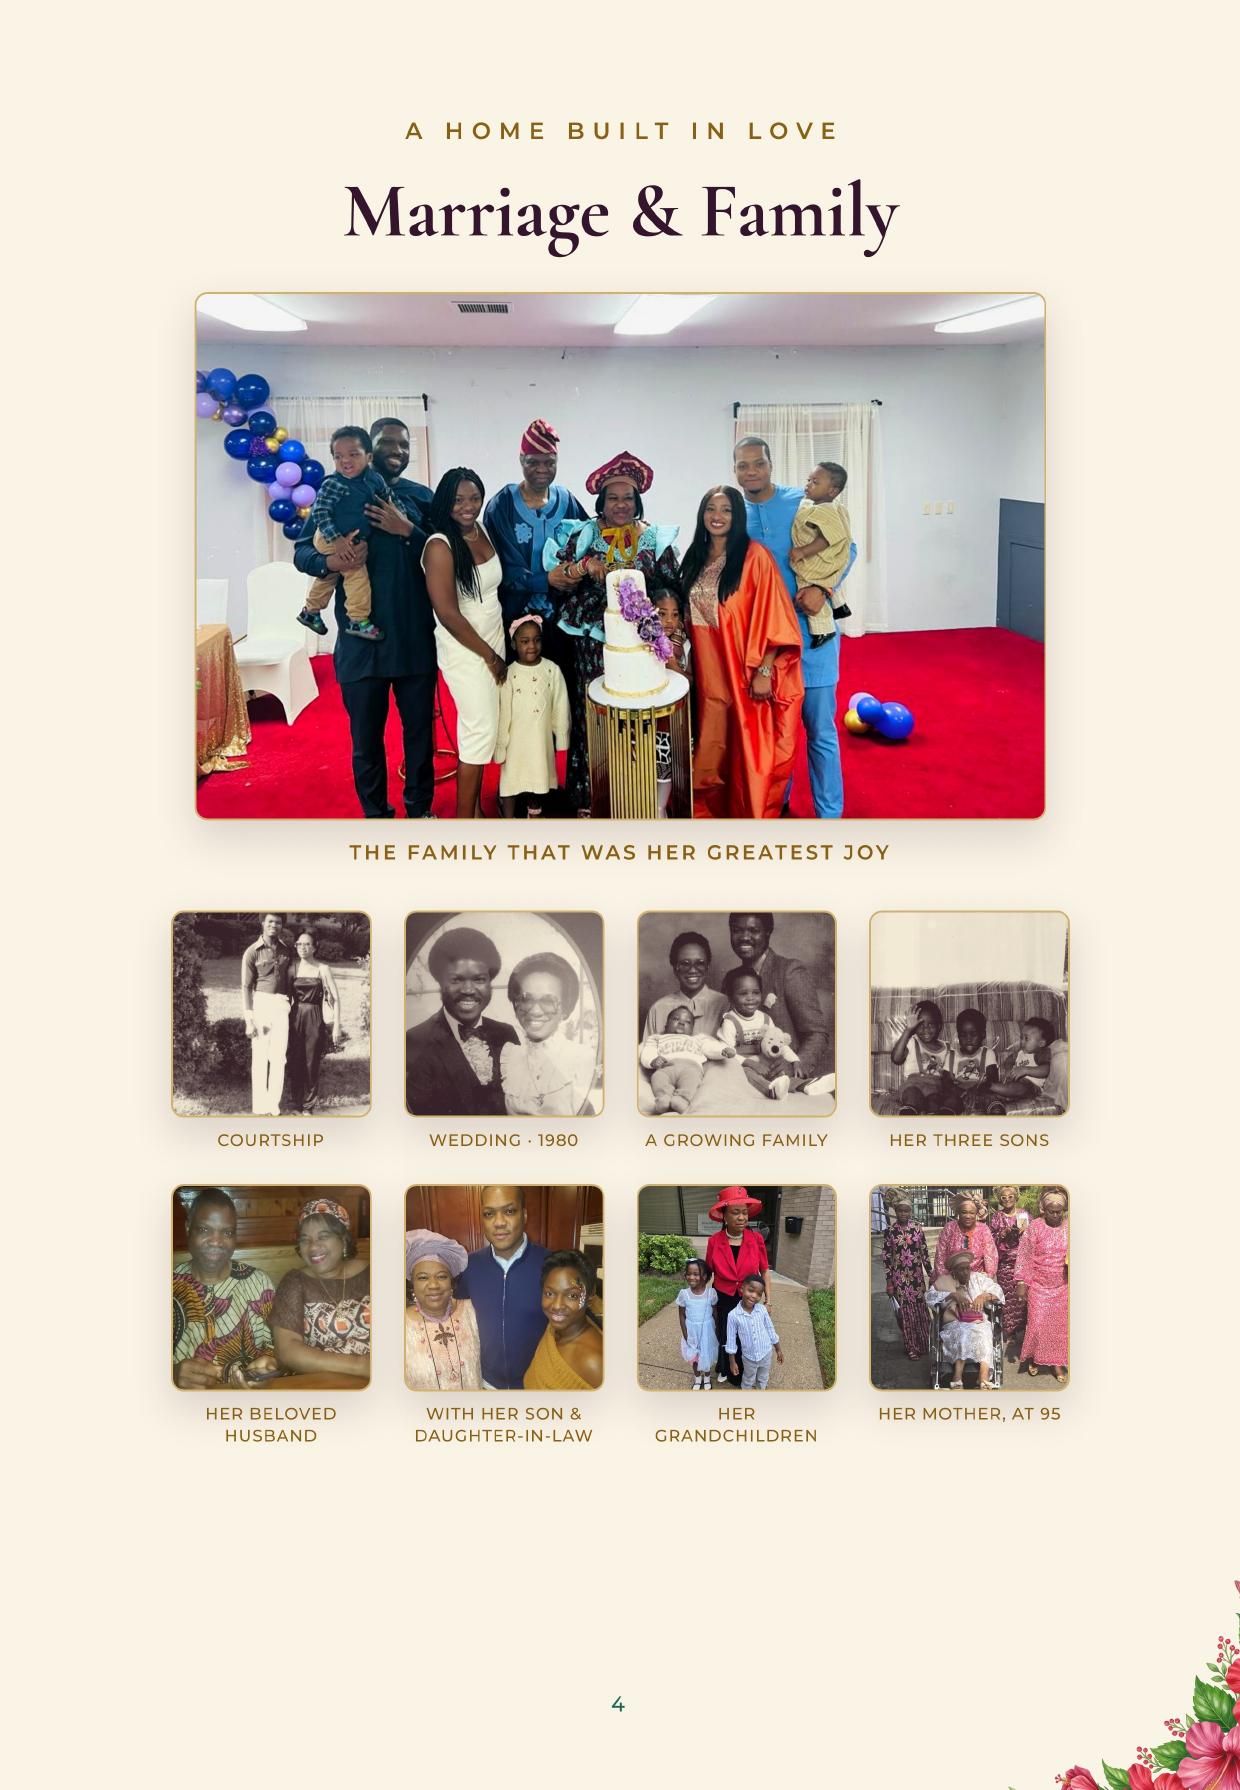 A HOME BUILT IN LOVE
Marriage & Family
70
THE FAMILY THAT WAS HER GREATEST JOY
COURTSHIP
WEDDING · 1980
A GROWING FAMILY
HER THREE SONS
HER BELOVED
HUSBAND
WITH HER SON &
DAUGHTER-IN-LAW
HER
GRANDCHILDREN
HER MOTHER, AT 95
4